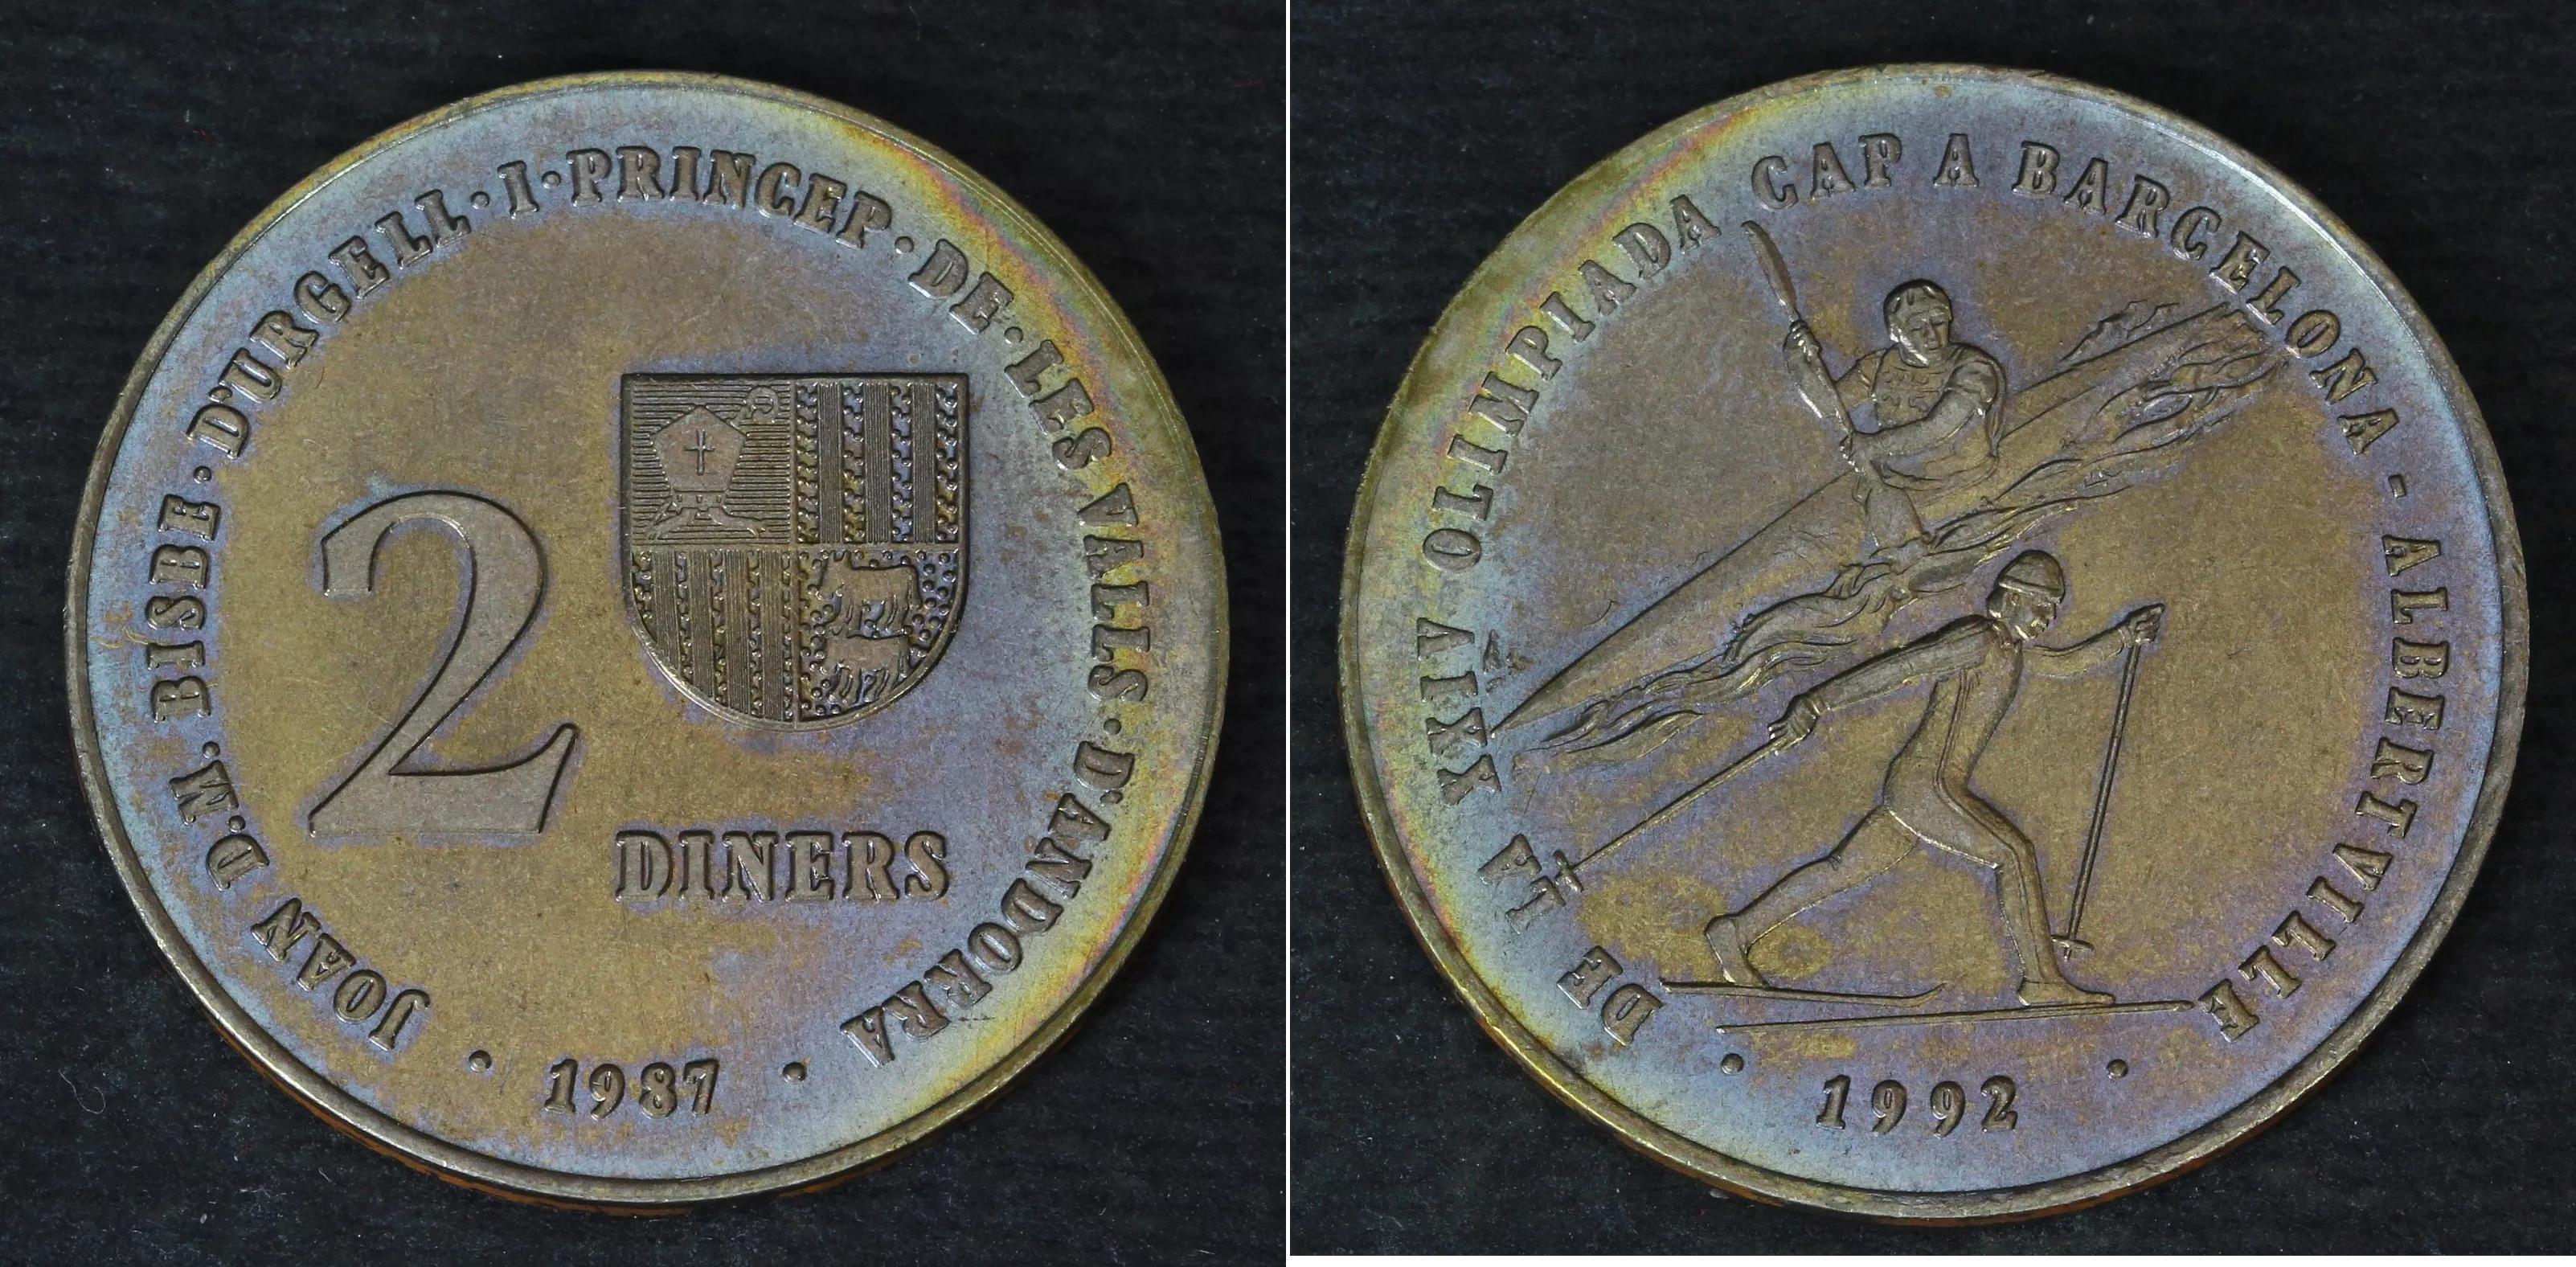 JOAN D.M. BISBE · D'URGELL · I · PRINCEP · DE · LES VALLS · D'ANDORRA
2
DINERS
· 1987 ·
DE LA XXIV OLIMPIADA CAP A BARCELONA - ALBERTVILLE
· 1992 ·